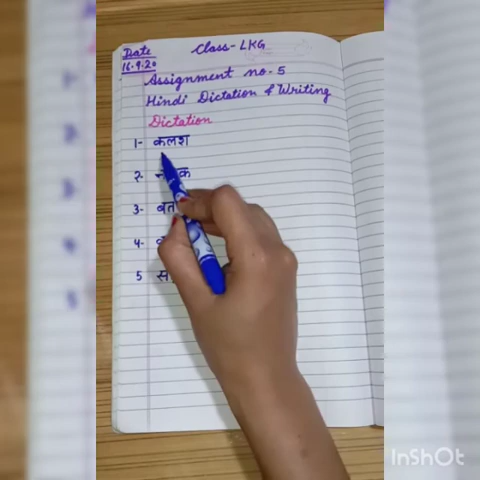 Date
16.9.20
Class - LKG
Assignment no. 5
Hindi Dictation & Writing
Dictation
1- कलश
2-
3-
4-
5
InShOt